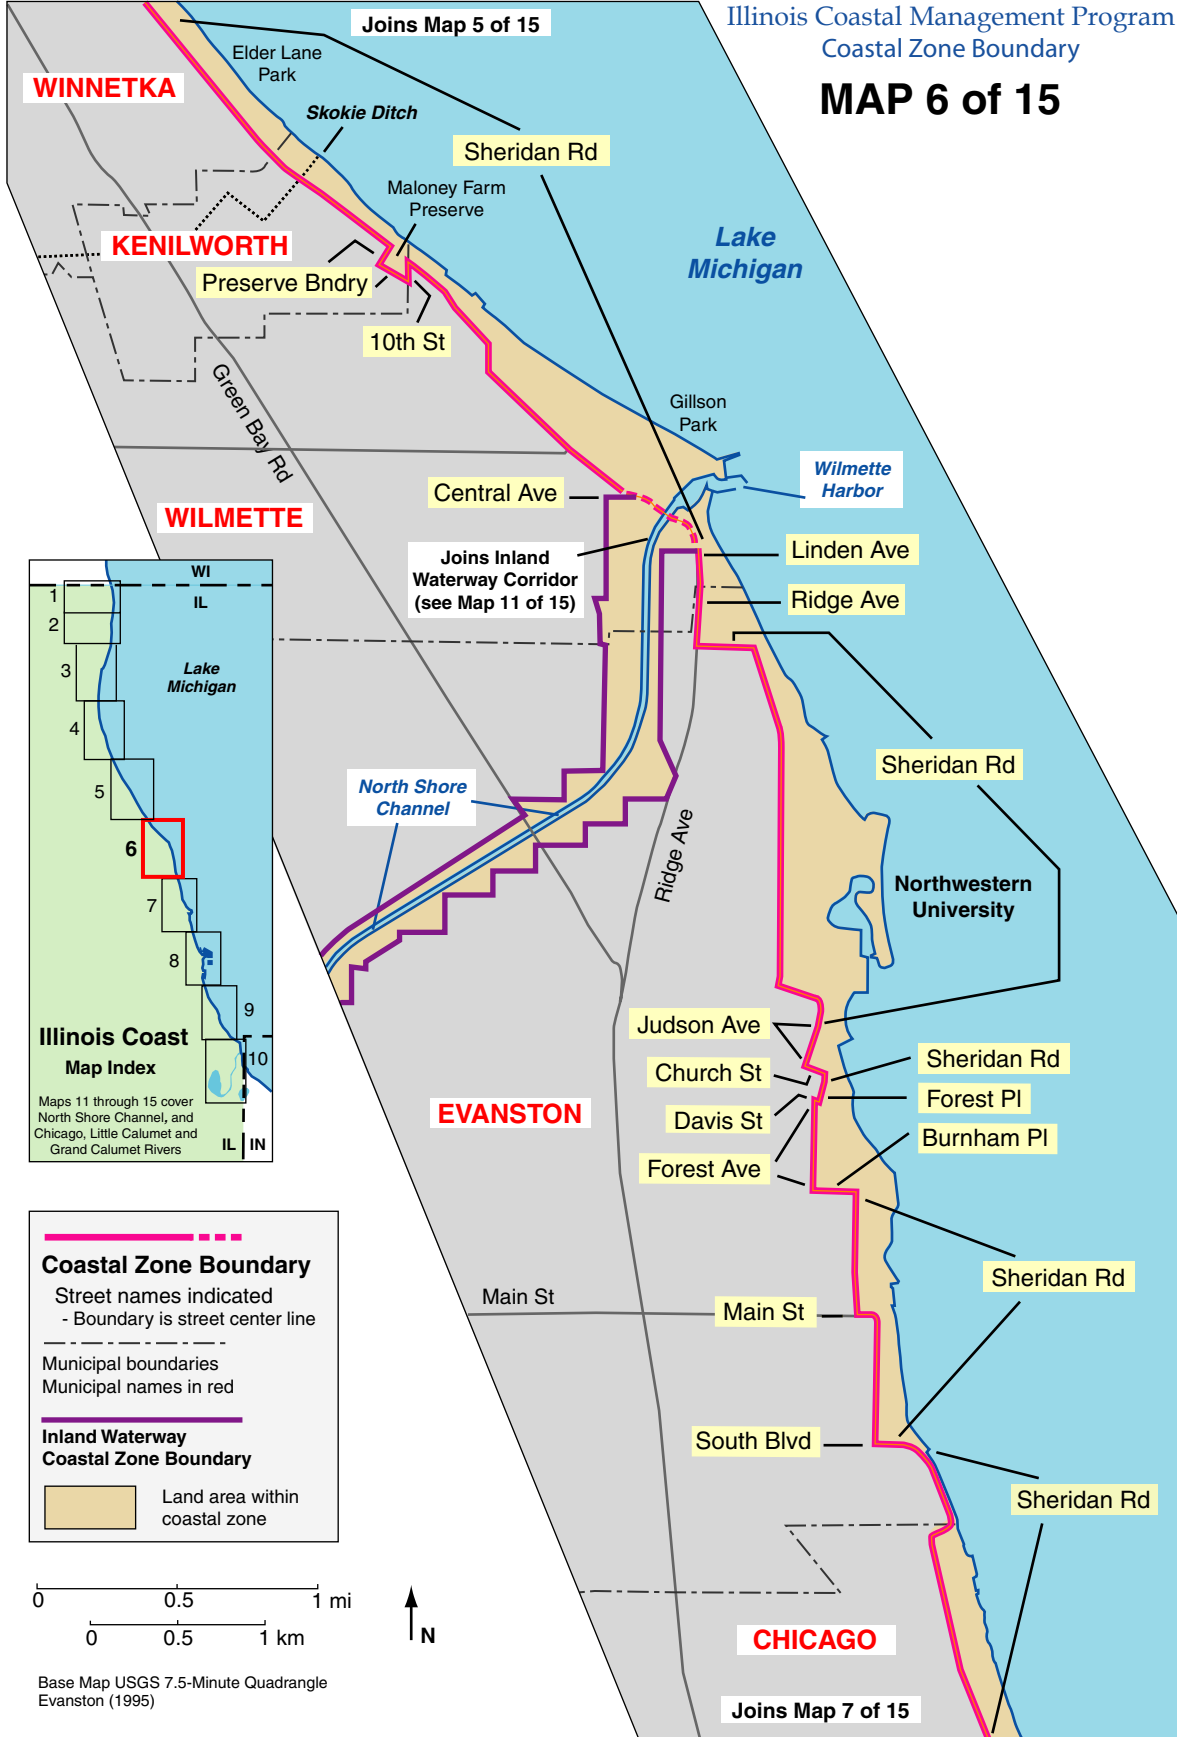 Illinois Coastal Management Program
Coastal Zone Boundary
MAP 6 of 15
Joins Map 5 of 15
Elder Lane
Park
WINNETKA
Skokie Ditch
Sheridan Rd
Maloney Farm
Preserve
KENILWORTH
Lake
Michigan
Preserve Bndry
10th St
Green Bay Rd
Gillson
Park
Central Ave
Wilmette
Harbor
WILMETTE
Joins Inland
Waterway Corridor
(see Map 11 of 15)
Linden Ave
Ridge Ave
Sheridan Rd
North Shore
Channel
Ridge Ave
Northwestern
University
Judson Ave
Church St
Sheridan Rd
Davis St
Forest Pl
EVANSTON
Burnham Pl
Forest Ave
Sheridan Rd
Main St
Main St
South Blvd
Sheridan Rd
CHICAGO
Joins Map 7 of 15
WI
IL
1
2
3
4
5
6
7
8
9
10
Lake
Michigan
Illinois Coast
Map Index
Maps 11 through 15 cover
North Shore Channel, and
Chicago, Little Calumet and
Grand Calumet Rivers
IL
IN
Coastal Zone Boundary
Street names indicated
- Boundary is street center line
Municipal boundaries
Municipal names in red
Inland Waterway
Coastal Zone Boundary
Land area within
coastal zone
0 0.5 1 mi
0 0.5 1 km
N
Base Map USGS 7.5-Minute Quadrangle
Evanston (1995)